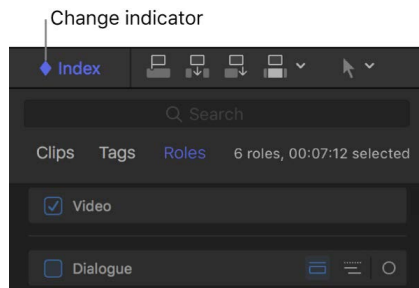 Change indicator
Index
Search
Clips Tags Roles 6 roles, 00:07:12 selected
Video
Dialogue